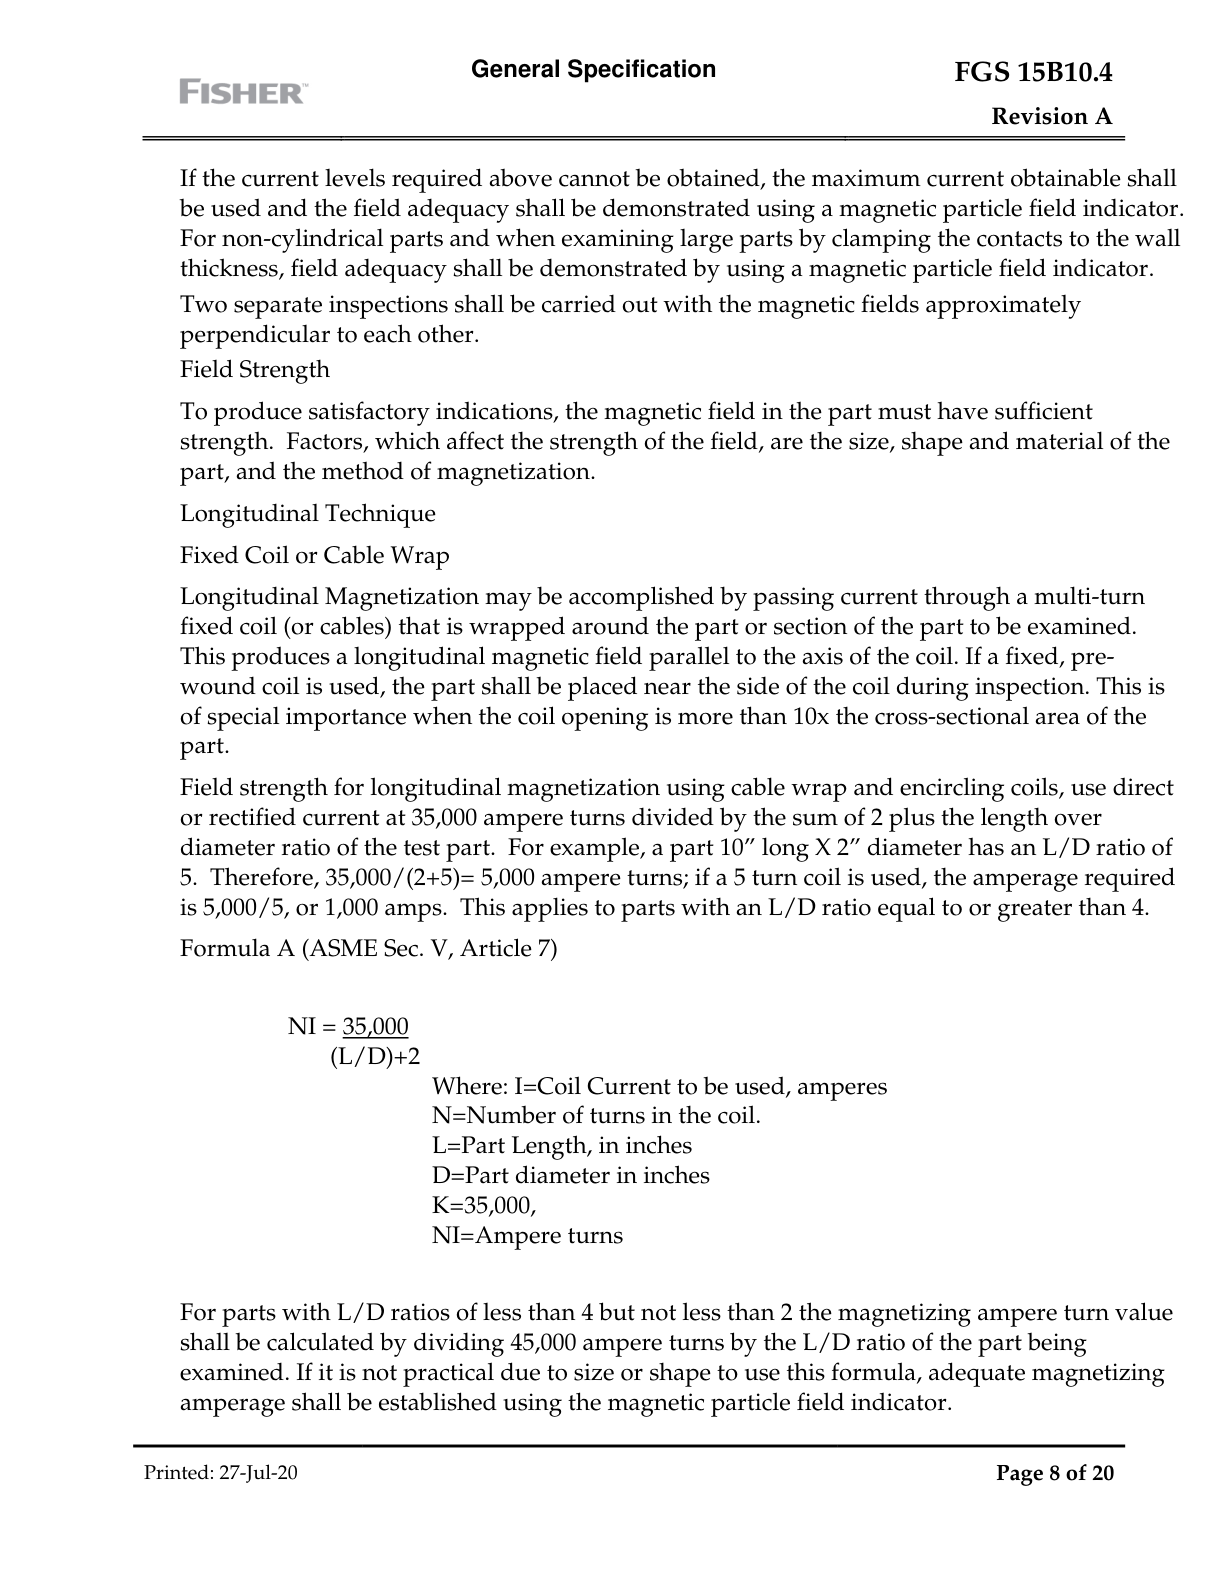 General Specification
FGS 15B10.4
FISHER™
Revision A
If the current levels required above cannot be obtained, the maximum current obtainable shall
be used and the field adequacy shall be demonstrated using a magnetic particle field indicator.
For non-cylindrical parts and when examining large parts by clamping the contacts to the wall
thickness, field adequacy shall be demonstrated by using a magnetic particle field indicator.
Two separate inspections shall be carried out with the magnetic fields approximately
perpendicular to each other.
Field Strength
To produce satisfactory indications, the magnetic field in the part must have sufficient
strength.  Factors, which affect the strength of the field, are the size, shape and material of the
part, and the method of magnetization.
Longitudinal Technique
Fixed Coil or Cable Wrap
Longitudinal Magnetization may be accomplished by passing current through a multi-turn
fixed coil (or cables) that is wrapped around the part or section of the part to be examined.
This produces a longitudinal magnetic field parallel to the axis of the coil. If a fixed, pre-
wound coil is used, the part shall be placed near the side of the coil during inspection. This is
of special importance when the coil opening is more than 10x the cross-sectional area of the
part.
Field strength for longitudinal magnetization using cable wrap and encircling coils, use direct
or rectified current at 35,000 ampere turns divided by the sum of 2 plus the length over
diameter ratio of the test part.  For example, a part 10” long X 2” diameter has an L/D ratio of
5.  Therefore, 35,000/(2+5)= 5,000 ampere turns; if a 5 turn coil is used, the amperage required
is 5,000/5, or 1,000 amps.  This applies to parts with an L/D ratio equal to or greater than 4.
Formula A (ASME Sec. V, Article 7)
NI = 35,000
(L/D)+2
Where: I=Coil Current to be used, amperes
N=Number of turns in the coil.
L=Part Length, in inches
D=Part diameter in inches
K=35,000,
NI=Ampere turns
For parts with L/D ratios of less than 4 but not less than 2 the magnetizing ampere turn value
shall be calculated by dividing 45,000 ampere turns by the L/D ratio of the part being
examined. If it is not practical due to size or shape to use this formula, adequate magnetizing
amperage shall be established using the magnetic particle field indicator.
Printed: 27-Jul-20
Page 8 of 20